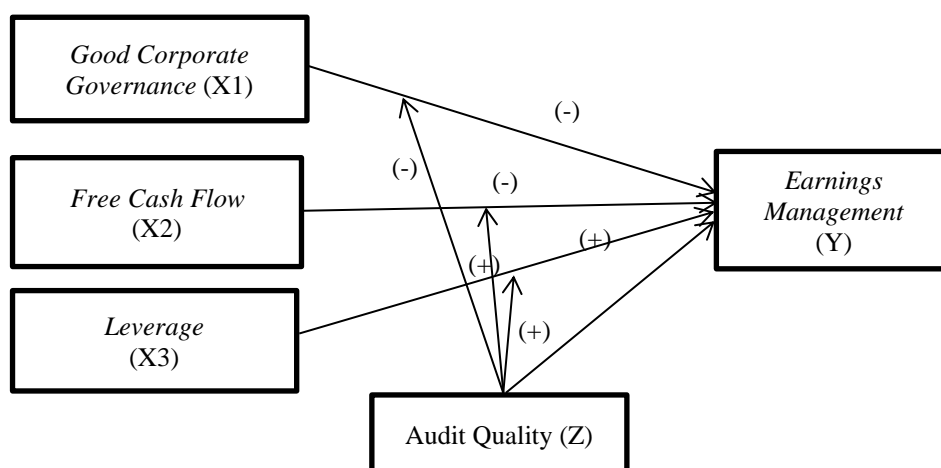 Good Corporate
Governance (X1)
(-)
(-)
Free Cash Flow
(X2)
(-)
Earnings
Management
(Y)
(+)
(+)
Leverage
(X3)
(+)
Audit Quality (Z)